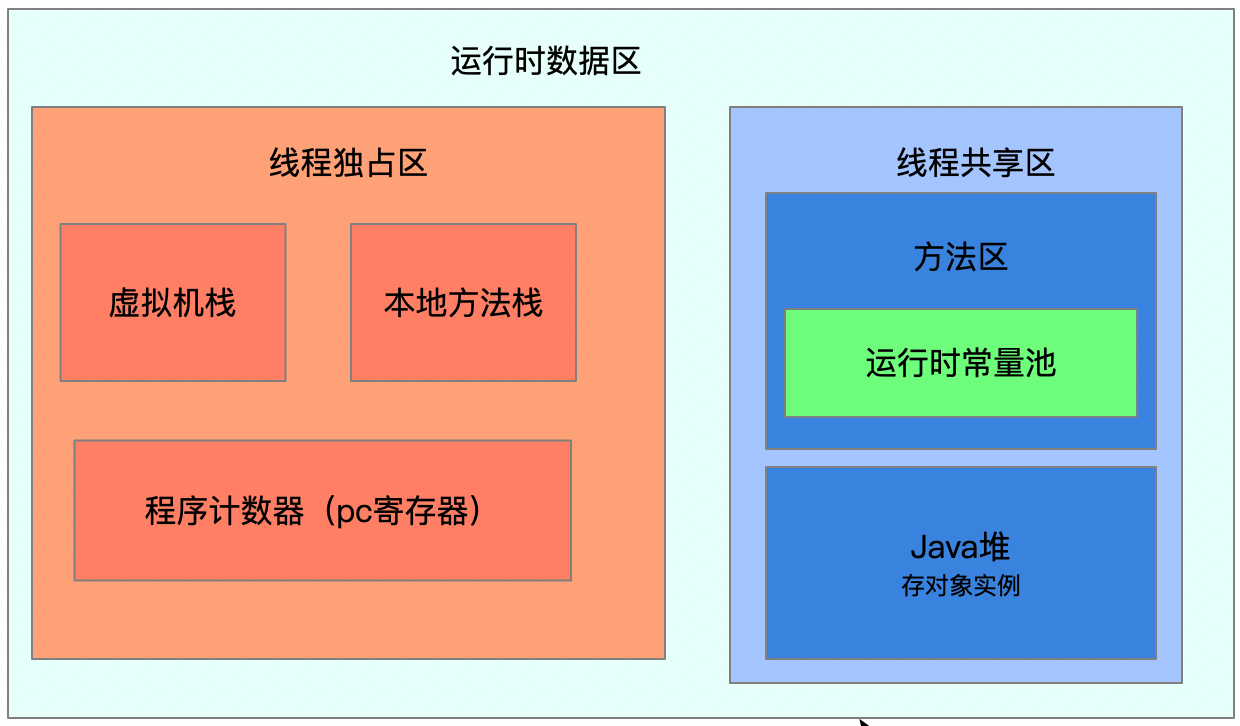 运行时数据区
线程独占区
虚拟机栈
本地方法栈
程序计数器（pc寄存器）
线程共享区
方法区
运行时常量池
Java堆
存对象实例